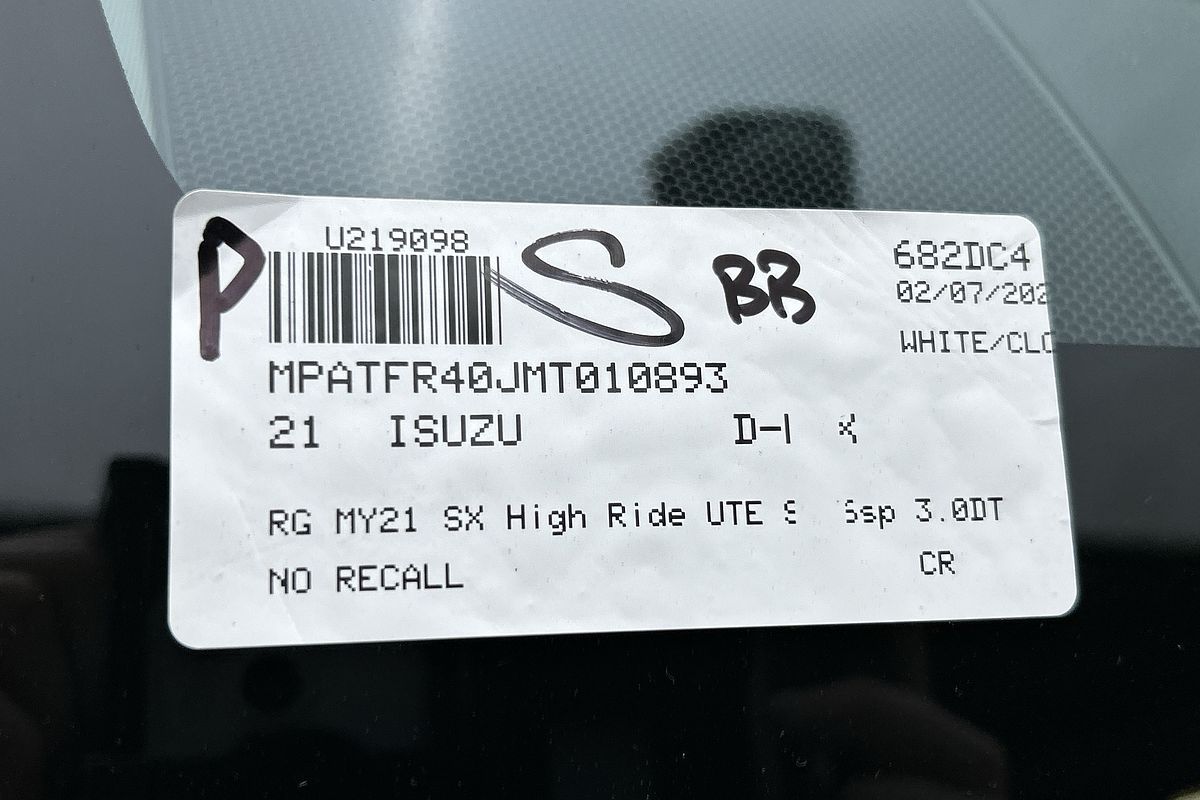 U219098
P S BB
682DC4
02/07/202
WHITE/CLO
MPATFR40JMT010893
21 ISUZU
RG MY21 SX High Ride UTE 3.0DT
NO RECALL CR